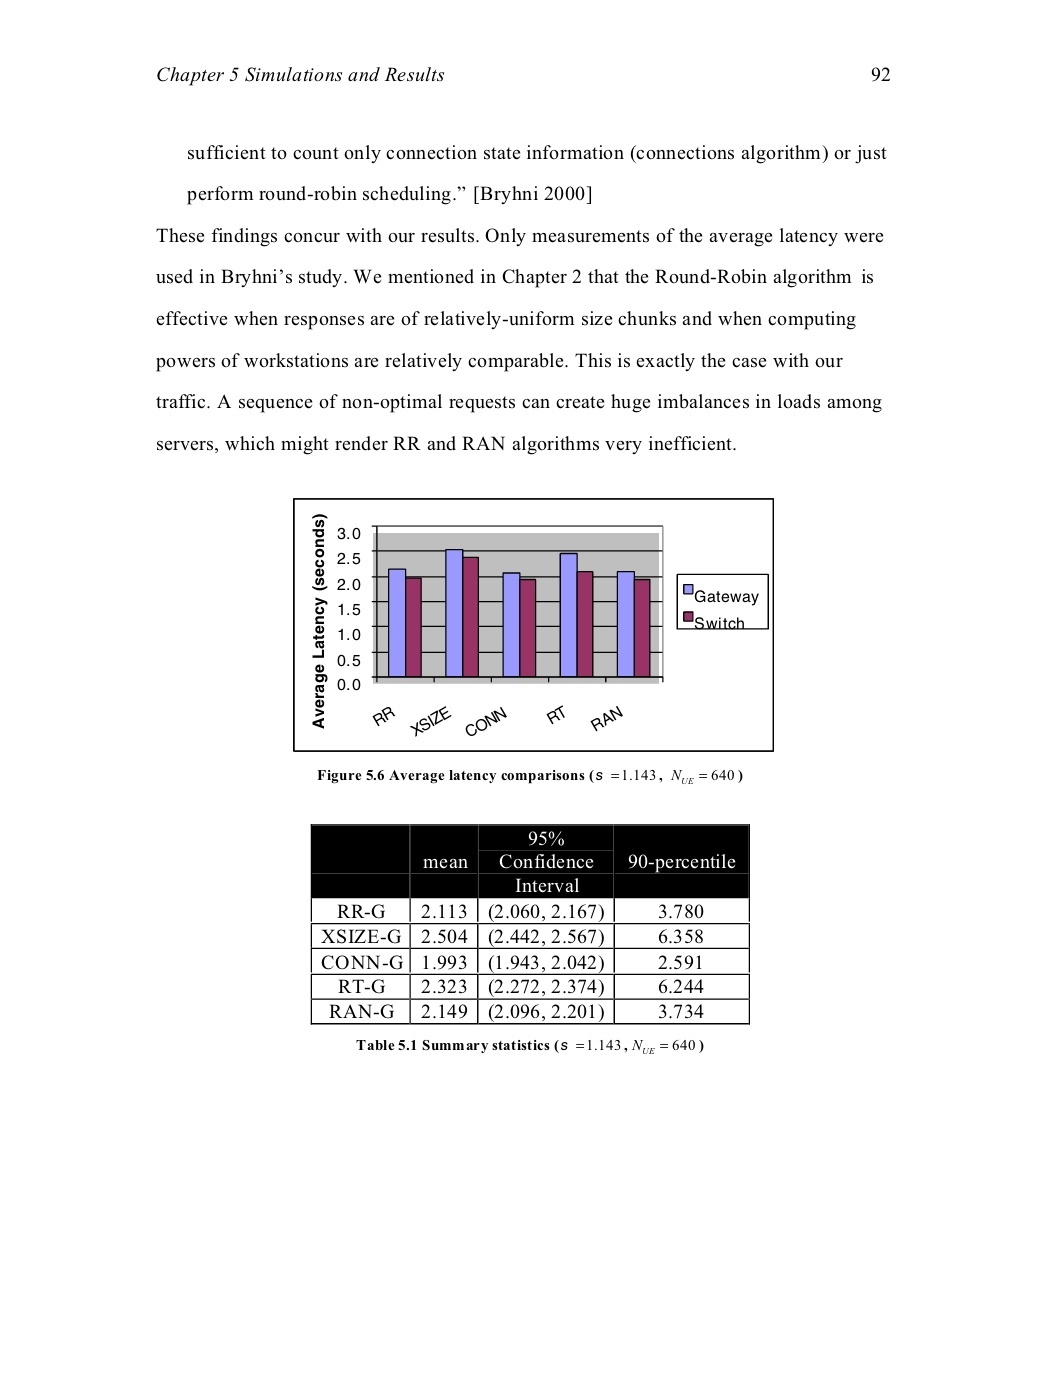 Chapter 5 Simulations and Results 92
sufficient to count only connection state information (connections algorithm) or just
perform round-robin scheduling.” [Bryhni 2000]
These findings concur with our results. Only measurements of the average latency were
used in Bryhni’s study. We mentioned in Chapter 2 that the Round-Robin algorithm is
effective when responses are of relatively-uniform size chunks and when computing
powers of workstations are relatively comparable. This is exactly the case with our
traffic. A sequence of non-optimal requests can create huge imbalances in loads among
servers, which might render RR and RAN algorithms very inefficient.
Average Latency (seconds)
3.0
2.5
2.0
1.5
1.0
0.5
0.0
RR XSIZE CONN RT RAN
Gateway
Switch
Figure 5.6 Average latency comparisons (s =1.143, N_UE = 640)
mean 95% Confidence Interval 90-percentile
RR-G 2.113 (2.060, 2.167) 3.780
XSIZE-G 2.504 (2.442, 2.567) 6.358
CONN-G 1.993 (1.943, 2.042) 2.591
RT-G 2.323 (2.272, 2.374) 6.244
RAN-G 2.149 (2.096, 2.201) 3.734
Table 5.1 Summary statistics (s =1.143, N_UE = 640)